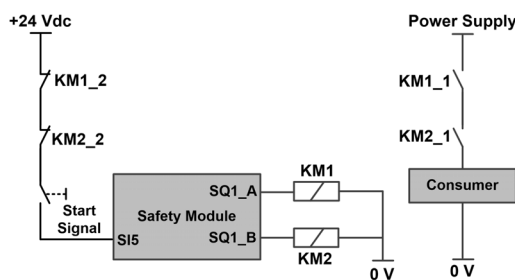 +24 Vdc
Power Supply
KM1_2
KM1_1
KM2_2
KM2_1
KM1
SQ1_A
Consumer
Start
Signal
Safety Module
SI5
SQ1_B
KM2
0 V
0 V